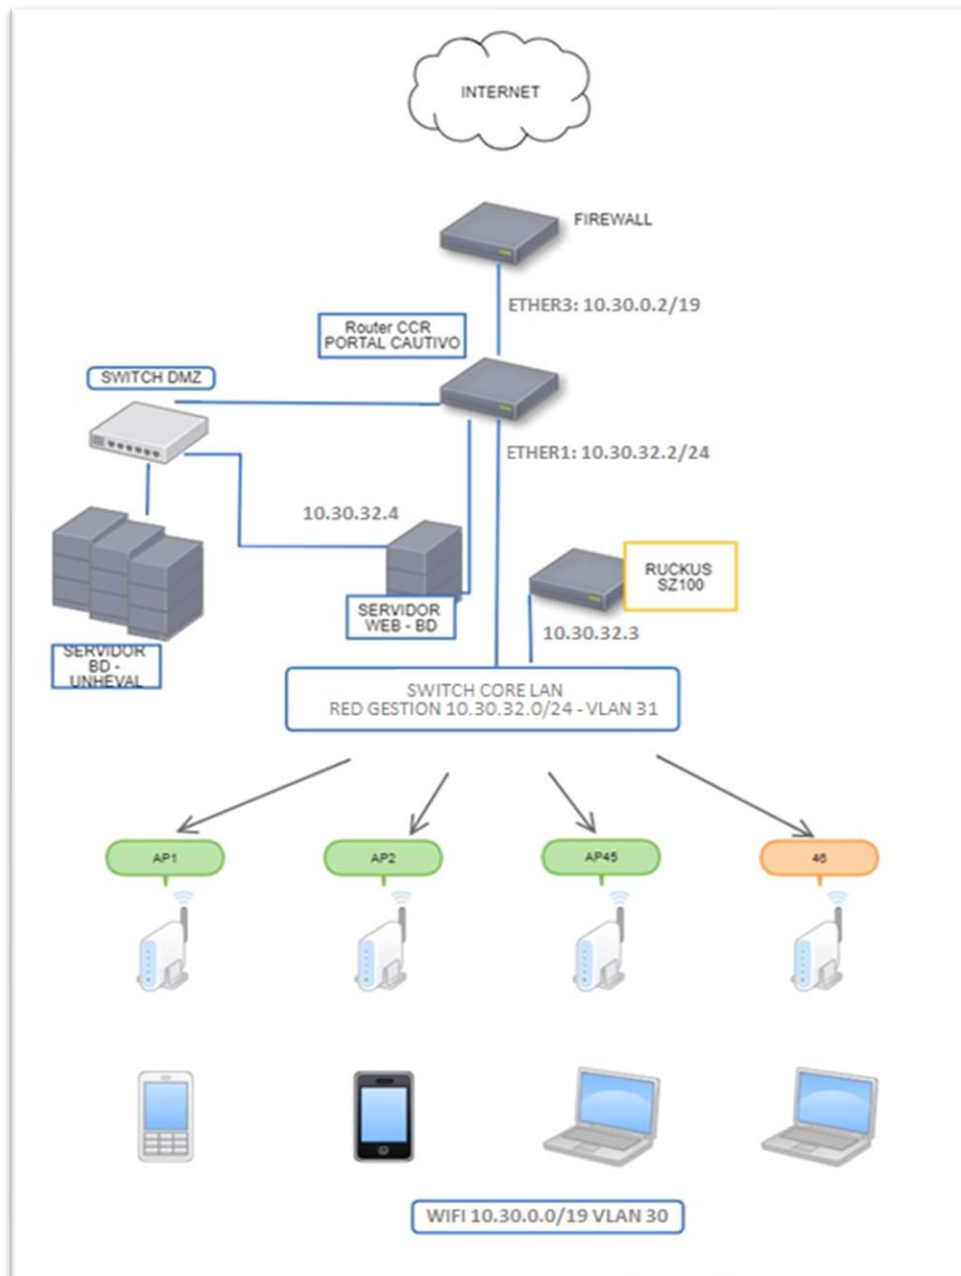 INTERNET
FIREWALL
ETHER3: 10.30.0.2/19
Router CCR
PORTAL CAUTIVO
SWITCH DMZ
ETHER1: 10.30.32.2/24
10.30.32.4
RUCKUS
SZ100
SERVIDOR
WEB - BD
10.30.32.3
SERVIDOR
BD -
UNHEVAL
SWITCH CORE LAN
RED GESTION 10.30.32.0/24 - VLAN 31
AP1
AP2
AP45
46
WIFI 10.30.0.0/19 VLAN 30